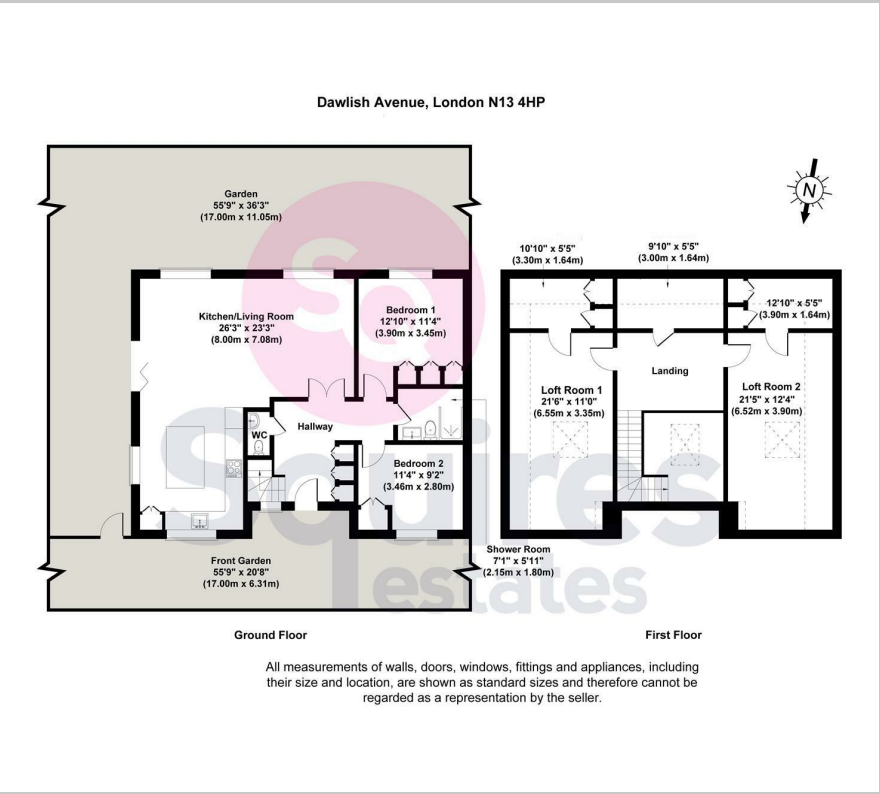 Dawlish Avenue, London N13 4HP
Garden
55'9" x 36'3"
(17.00m x 11.05m)
N
10'10" x 5'5"
(3.30m x 1.64m)
9'10" x 5'5"
(3.00m x 1.64m)
12'10" x 5'5"
(3.90m x 1.64m)
Kitchen/Living Room
26'3" x 23'3"
(8.00m x 7.08m)
Bedroom 1
12'10" x 11'4"
(3.90m x 3.45m)
SQ
Squires
estates
WC
Hallway
Bedroom 2
11'4" x 9'2"
(3.46m x 2.80m)
Loft Room 1
21'6" x 11'0"
(6.55m x 3.35m)
Landing
Loft Room 2
21'5" x 12'4"
(6.52m x 3.90m)
Front Garden
55'9" x 20'8"
(17.00m x 6.31m)
Shower Room
7'1" x 5'11"
(2.15m x 1.80m)
Ground Floor
First Floor
All measurements of walls, doors, windows, fittings and appliances, including
their size and location, are shown as standard sizes and therefore cannot be
regarded as a representation by the seller.